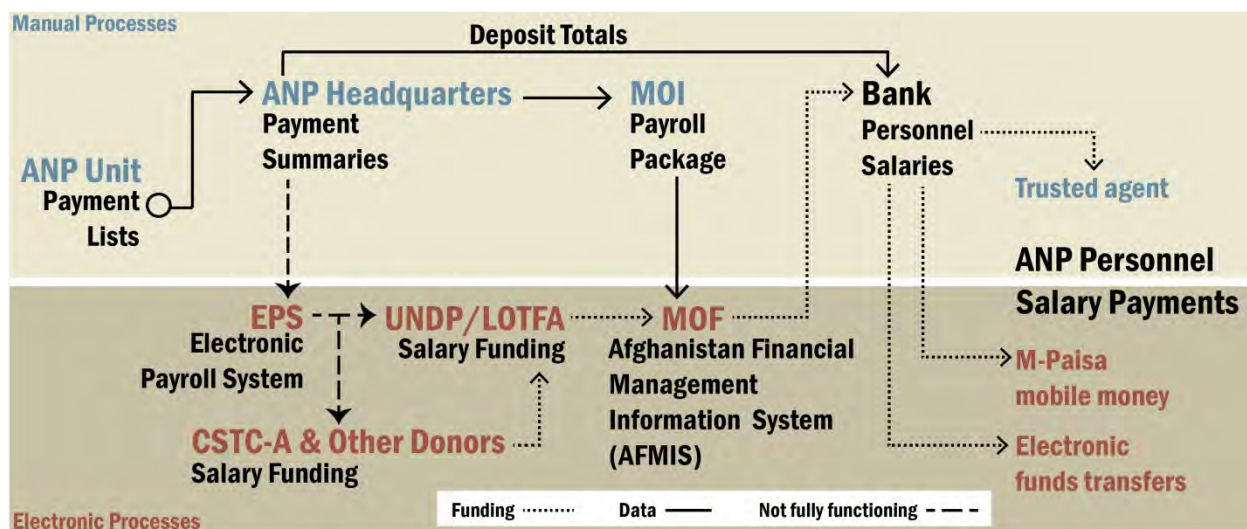 Manual Processes
Deposit Totals
ANP Headquarters
Payment
Summaries
MOI
Payroll
Package
Bank
Personnel
Salaries
ANP Unit
Payment
Lists
Trusted agent
ANP Personnel
Salary Payments
EPS
Electronic
Payroll System
UNDP/LOTFA
Salary Funding
MOF
Afghanistan Financial
Management
Information System
(AFMIS)
M-Paisa
mobile money
CSTC-A & Other Donors
Salary Funding
Electronic
funds transfers
Funding
Data
Not fully functioning
Electronic Processes